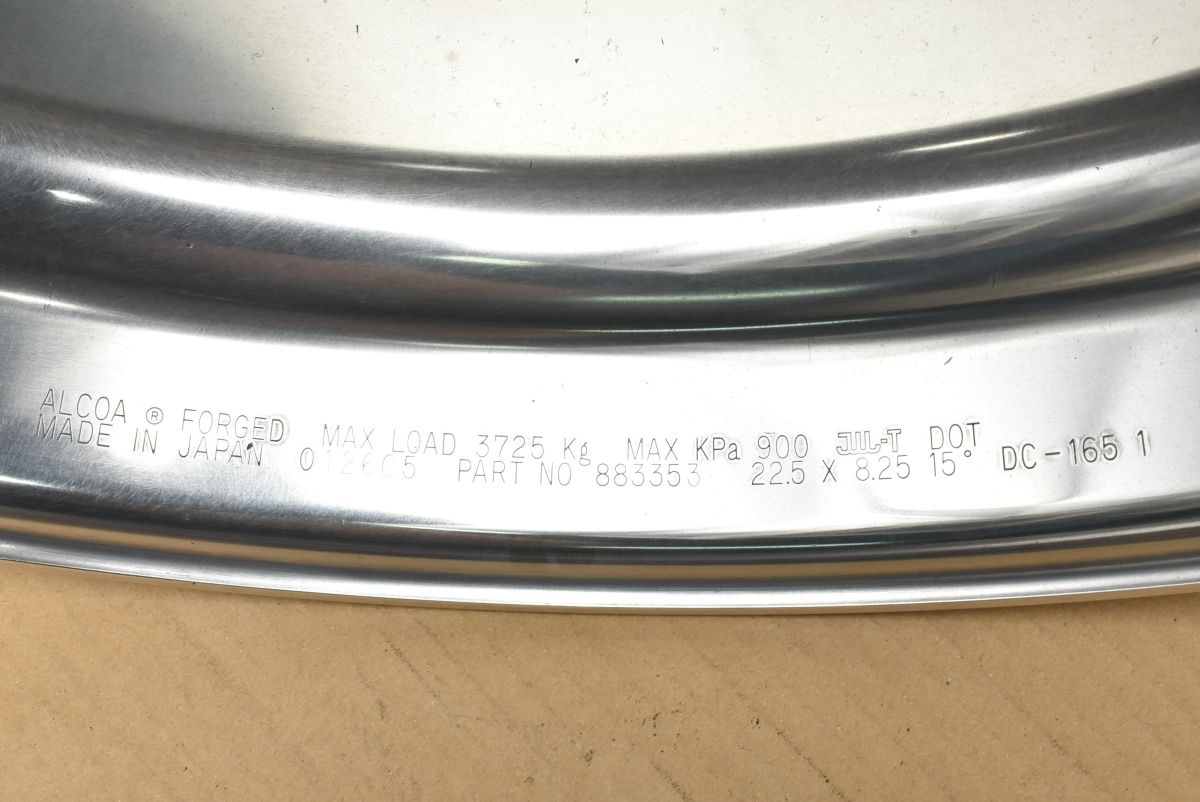 ALCOA ® FORGED MAX LOAD 3725 Kg MAX KPa 900 JWL-T DOT
MADE IN JAPAN 012605 PART NO 883353 22.5 X 8.25 15° DC-165 1